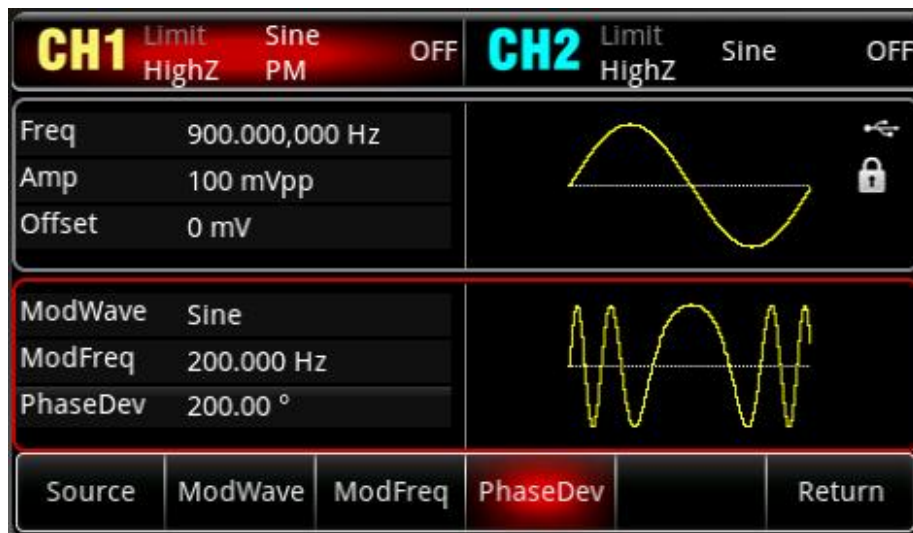 CH1 Limit Sine OFF CH2 Limit Sine OFF
HighZ PM HighZ
Freq 900.000,000 Hz
Amp 100 mVpp
Offset 0 mV
ModWave Sine
ModFreq 200.000 Hz
PhaseDev 200.00 °
Source ModWave ModFreq PhaseDev Return